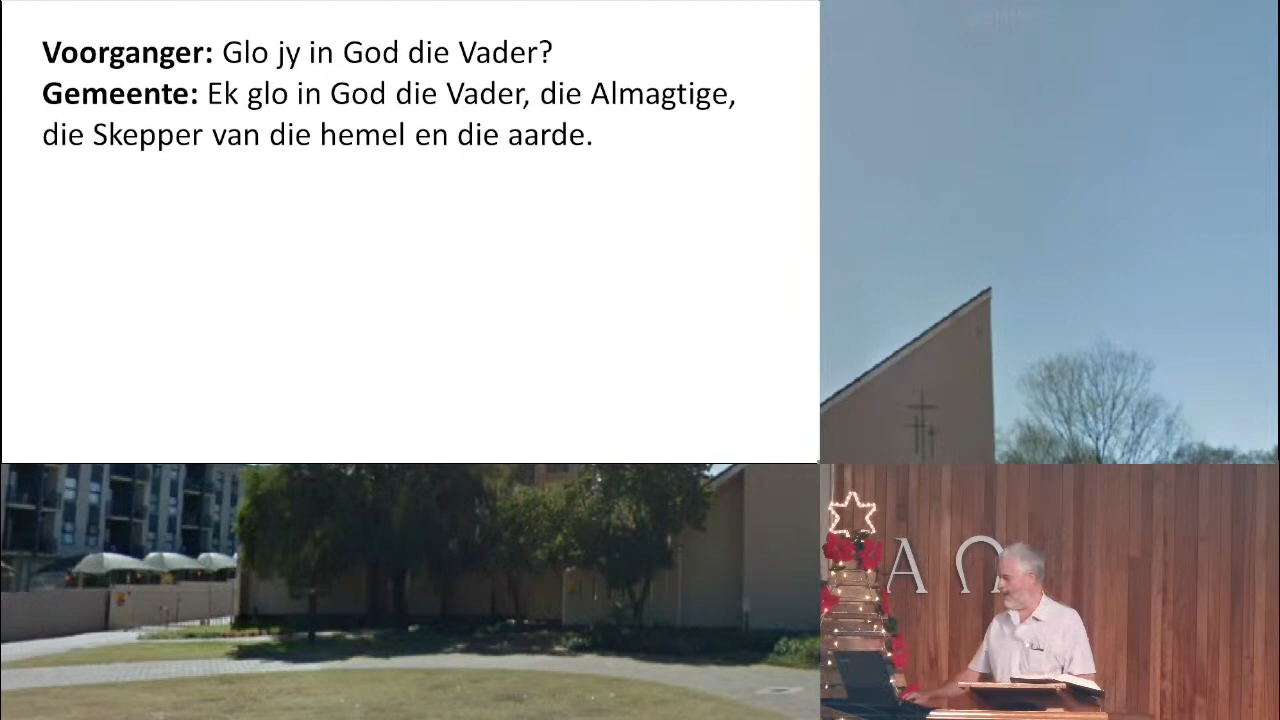 Voorganger: Glo jy in God die Vader?
Gemeente: Ek glo in God die Vader, die Almagtige,
die Skepper van die hemel en die aarde.
Α Ω